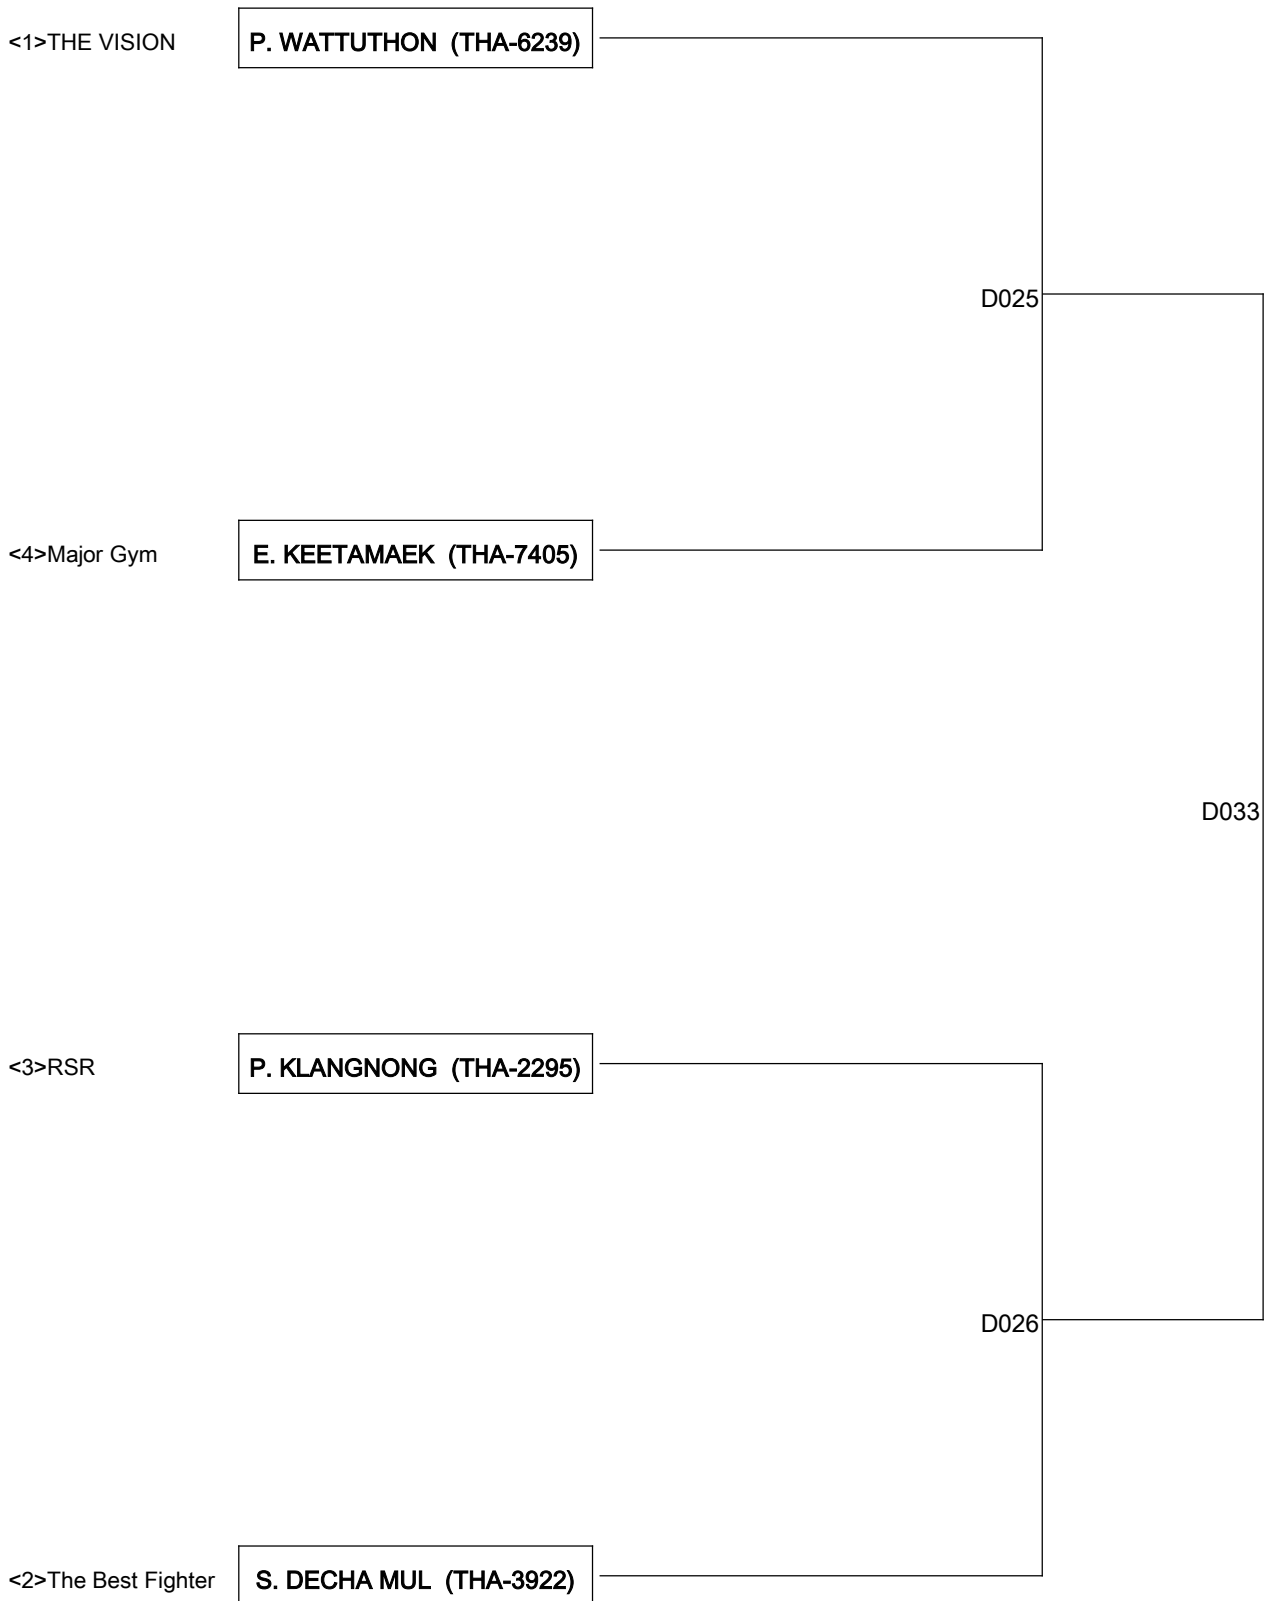 <1>THE VISION P. WATTUTHON (THA-6239)
D025
<4>Major Gym E. KEETAMAEK (THA-7405)
D033
<3>RSR P. KLANGNONG (THA-2295)
D026
<2>The Best Fighter S. DECHA MUL (THA-3922)